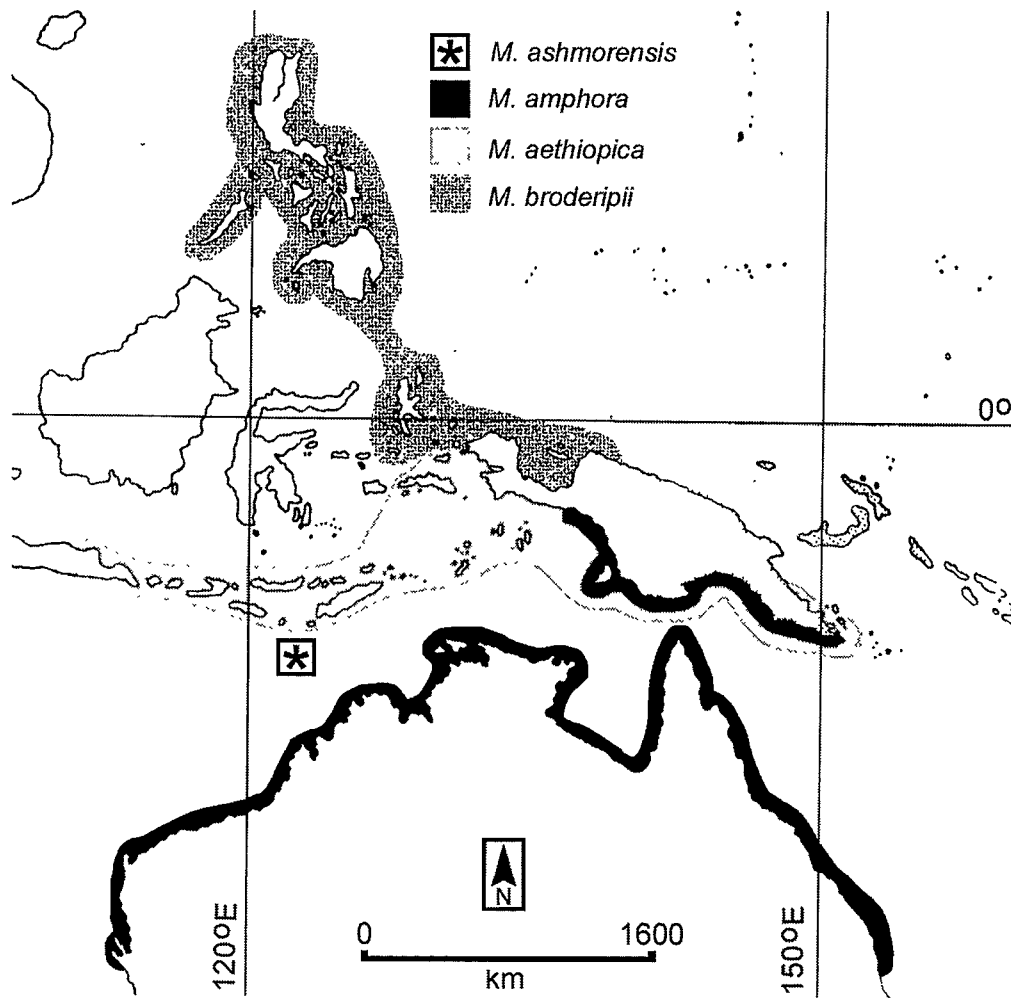 M. ashmorensis
M. amphora
M. aethiopica
M. broderipii
0º
N
0 1600
km
120ºE
150ºE